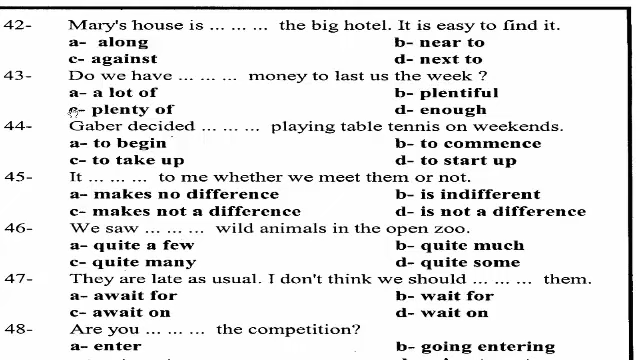 42- Mary's house is ... ... ... the big hotel. It is easy to find it.
a- along b- near to
c- against d- next to
43- Do we have ... ... ... money to last us the week ?
a- a lot of b- plentiful
- plenty of d- enough
44- Gaber decided ... ... ... playing table tennis on weekends.
a- to begin b- to commence
c- to take up d- to start up
45- It ... ... ... to me whether we meet them or not.
a- makes no difference b- is indifferent
c- makes not a difference d- is not a difference
46- We saw ... ... ... wild animals in the open zoo.
a- quite a few b- quite much
c- quite many d- quite some
47- They are late as usual. I don't think we should ... ... ... them.
a- await for b- wait for
c- await on d- wait on
48- Are you ... ... ... the competition?
a- enter b- going entering